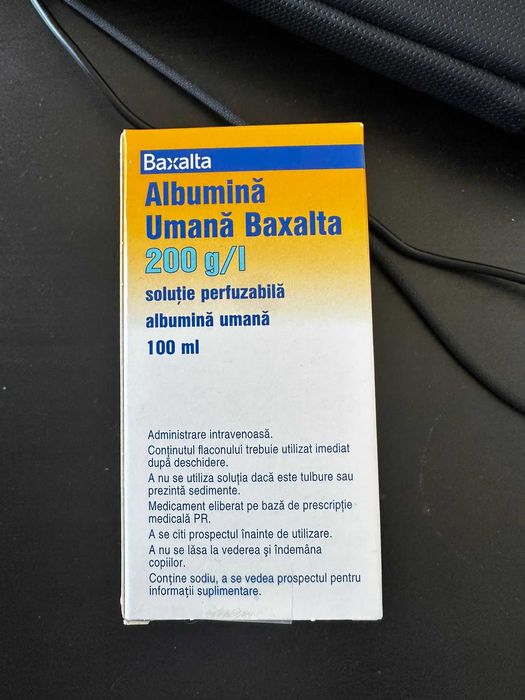 Baxalta
Albumină
Umană Baxalta
200 g/l
soluție perfuzabilă
albumină umană
100 ml
Administrare intravenoasă.
Conținutul flaconului trebuie utilizat imediat
după deschidere.
A nu se utiliza soluția dacă este tulbure sau
prezintă sedimente.
Medicament eliberat pe bază de prescripție
medicală PR.
A se citi prospectul înainte de utilizare.
A nu se lăsa la vederea și îndemâna
copiilor.
Conține sodiu, a se vedea prospectul pentru
informații suplimentare.